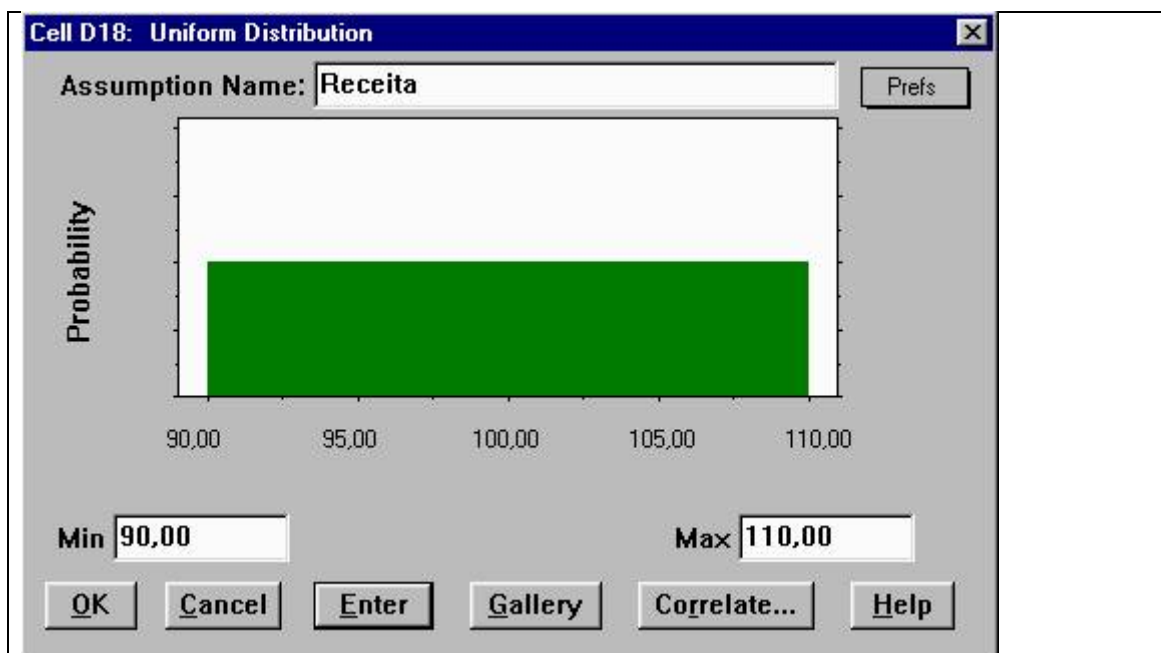 Cell D18: Uniform Distribution
Assumption Name: Receita Prefs
Probability
90,00 95,00 100,00 105,00 110,00
Min 90,00 Max 110,00
OK Cancel Enter Gallery Correlate... Help